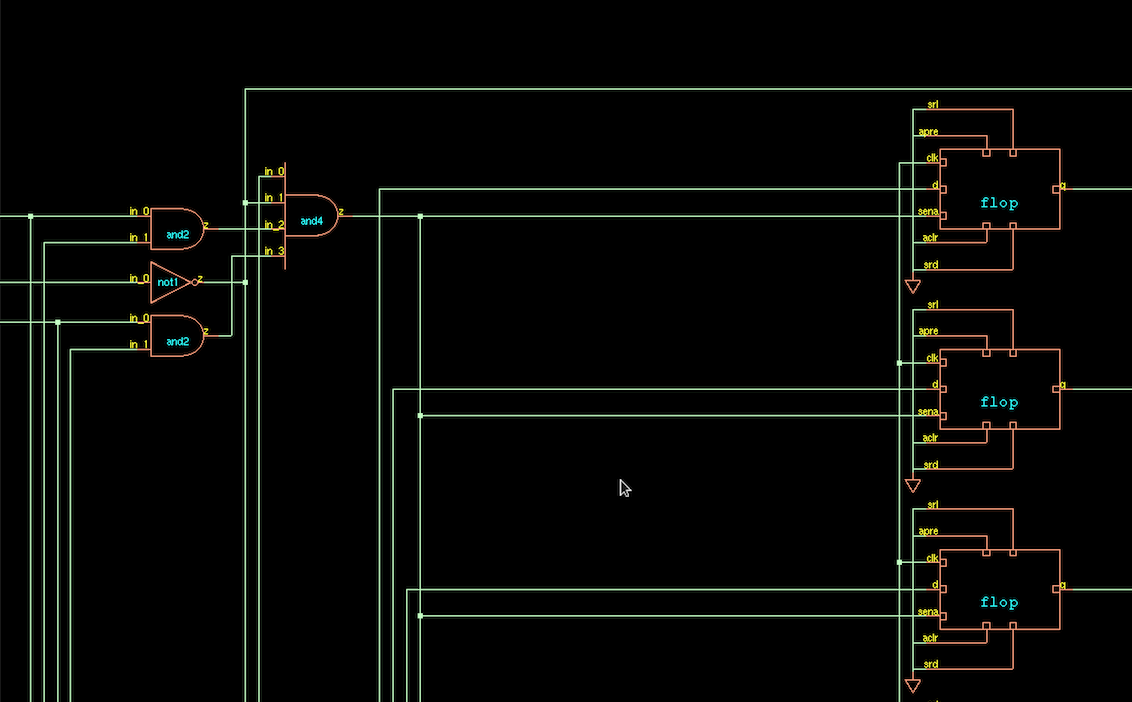 in_0
in_1
and2
z
in_0
not1
z
in_0
in_1
and2
z
in_0
in_1
in_2
in_3
and4
z
srl
apre
clk
d
sena
aclr
srd
flop
q
srl
apre
clk
d
sena
aclr
srd
flop
q
srl
apre
clk
d
sena
aclr
srd
flop
q